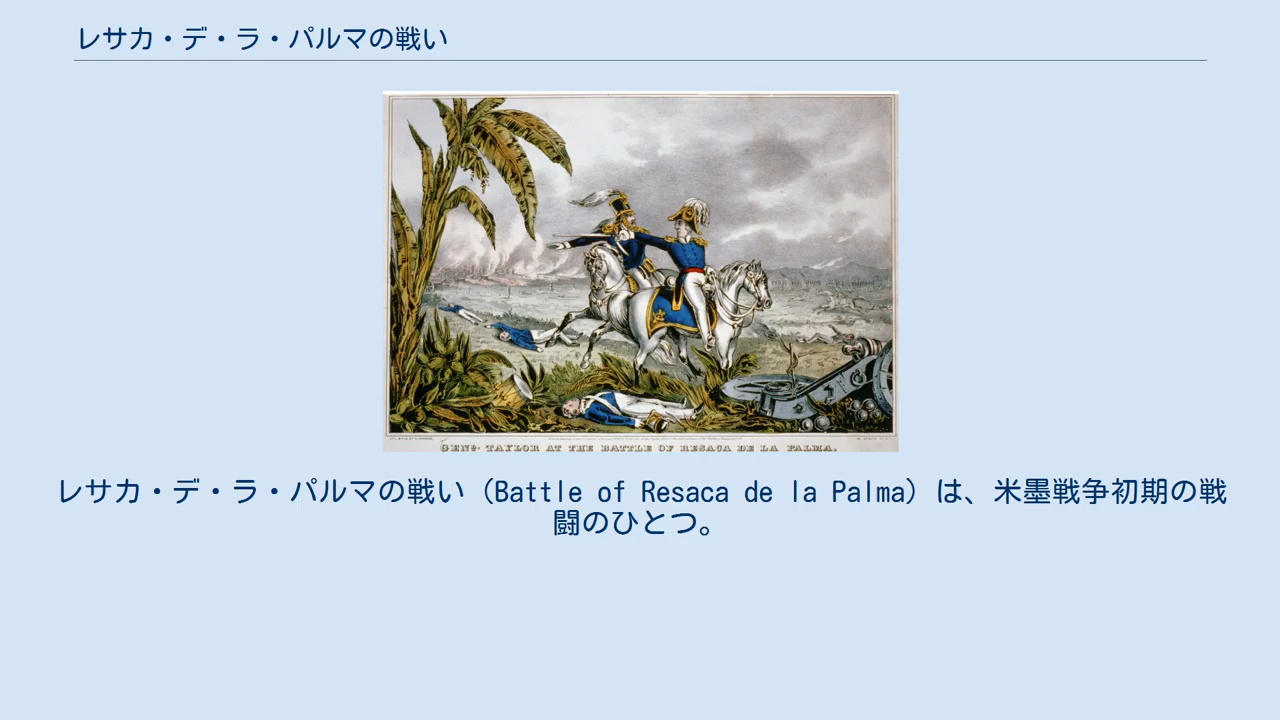 レサカ・デ・ラ・パルマの戦い
GENL. TAYLOR AT THE BATTLE OF RESACA DE LA PALMA.
レサカ・デ・ラ・パルマの戦い（Battle of Resaca de la Palma）は、米墨戦争初期の戦
闘のひとつ。